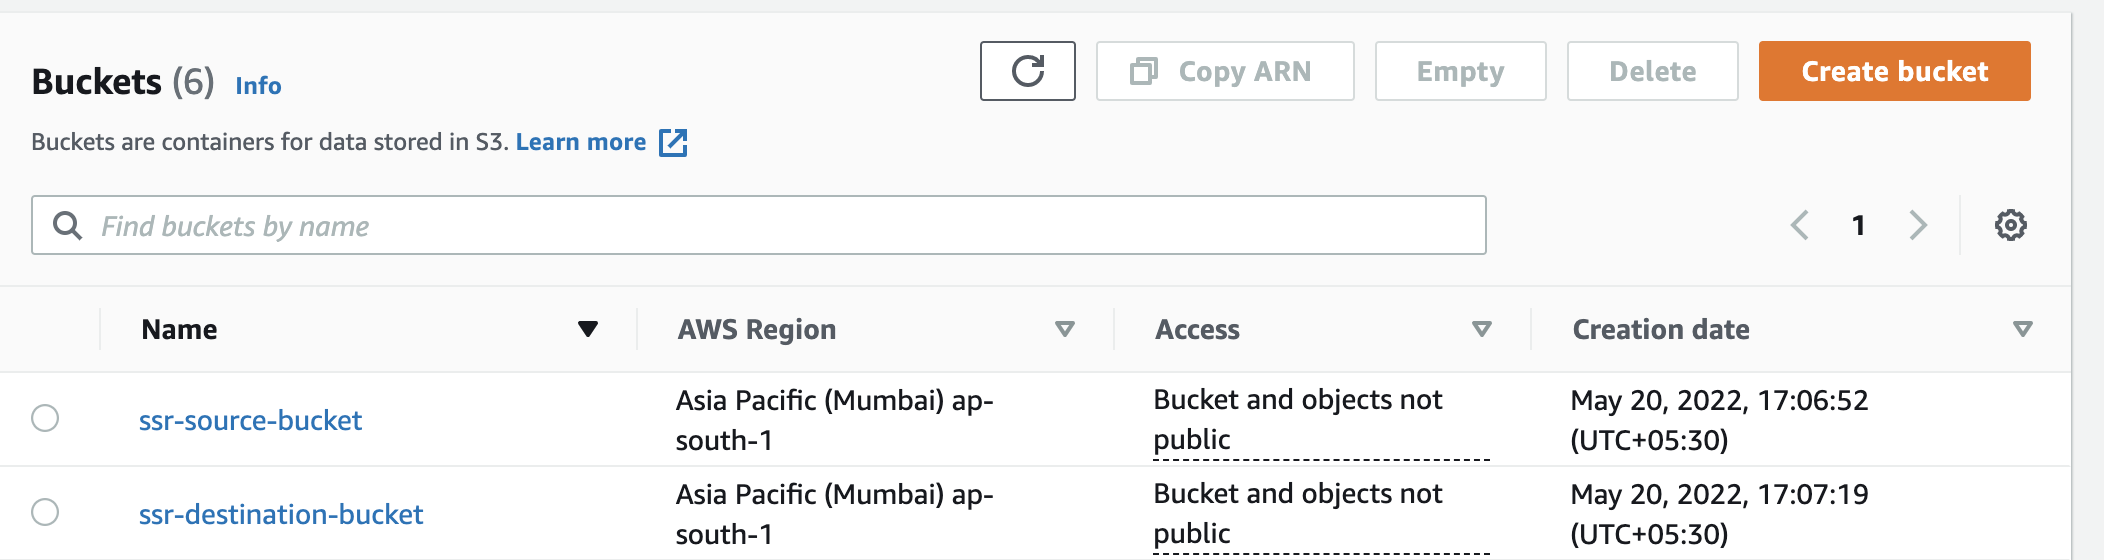 Buckets (6) Info
Copy ARN
Empty
Delete
Create bucket
Buckets are containers for data stored in S3. Learn more
Find buckets by name
1
Name
AWS Region
Access
Creation date
ssr-source-bucket
Asia Pacific (Mumbai) ap-
south-1
Bucket and objects not
public
May 20, 2022, 17:06:52
(UTC+05:30)
ssr-destination-bucket
Asia Pacific (Mumbai) ap-
south-1
Bucket and objects not
public
May 20, 2022, 17:07:19
(UTC+05:30)